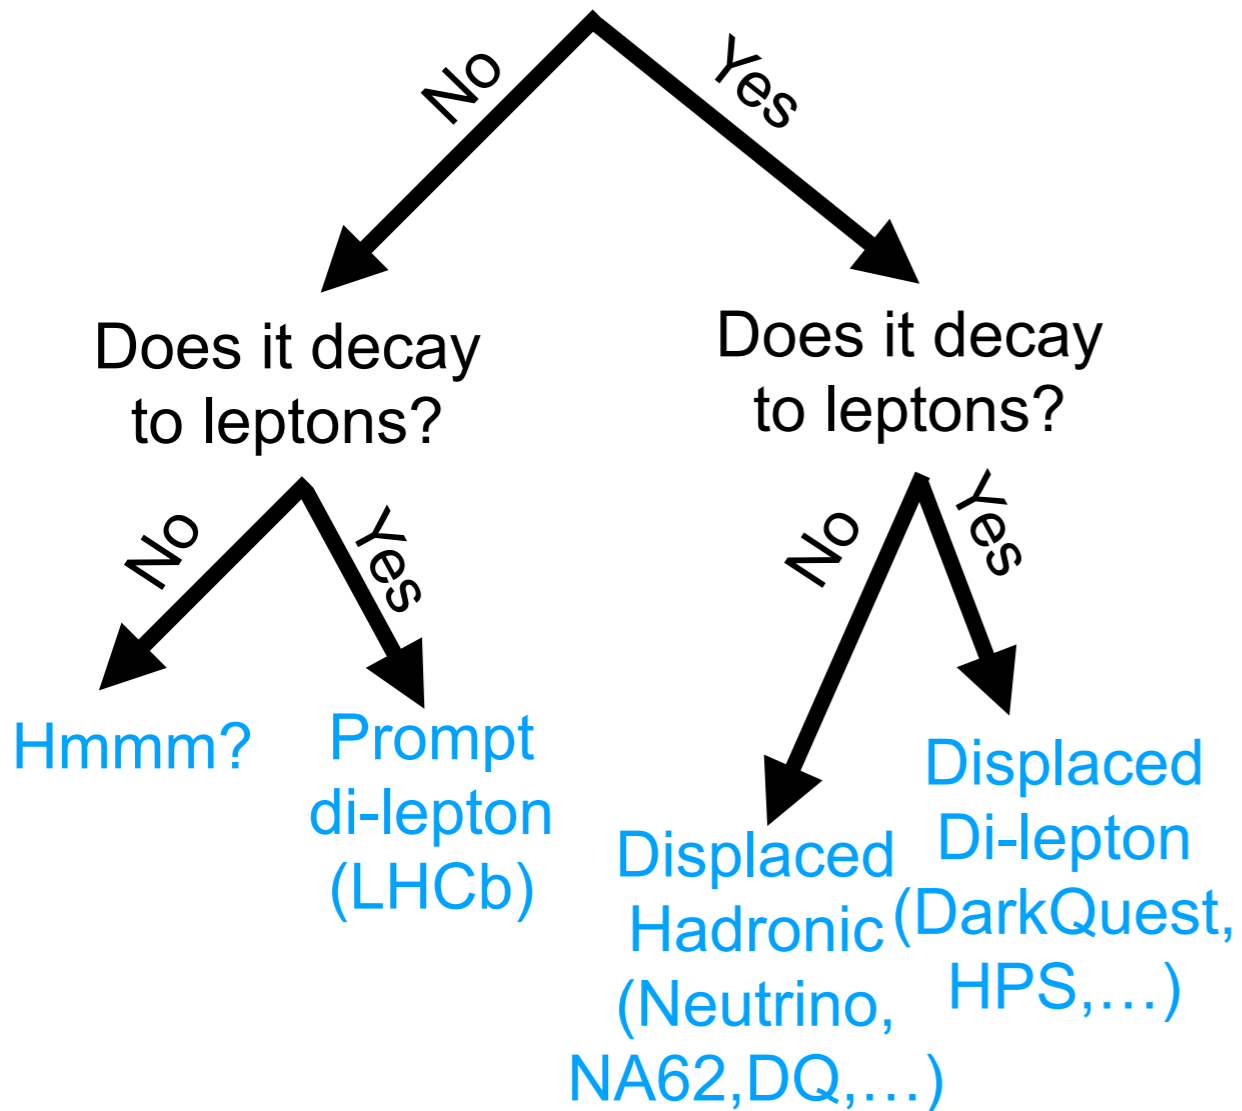 No
Yes
Does it decay
to leptons?
Does it decay
to leptons?
No
Yes
No
Yes
Hmmm?
Prompt
di-lepton
(LHCb)
Displaced
Hadronic
(Neutrino,
NA62,DQ,...)
Displaced
Di-lepton
(DarkQuest,
HPS,...)